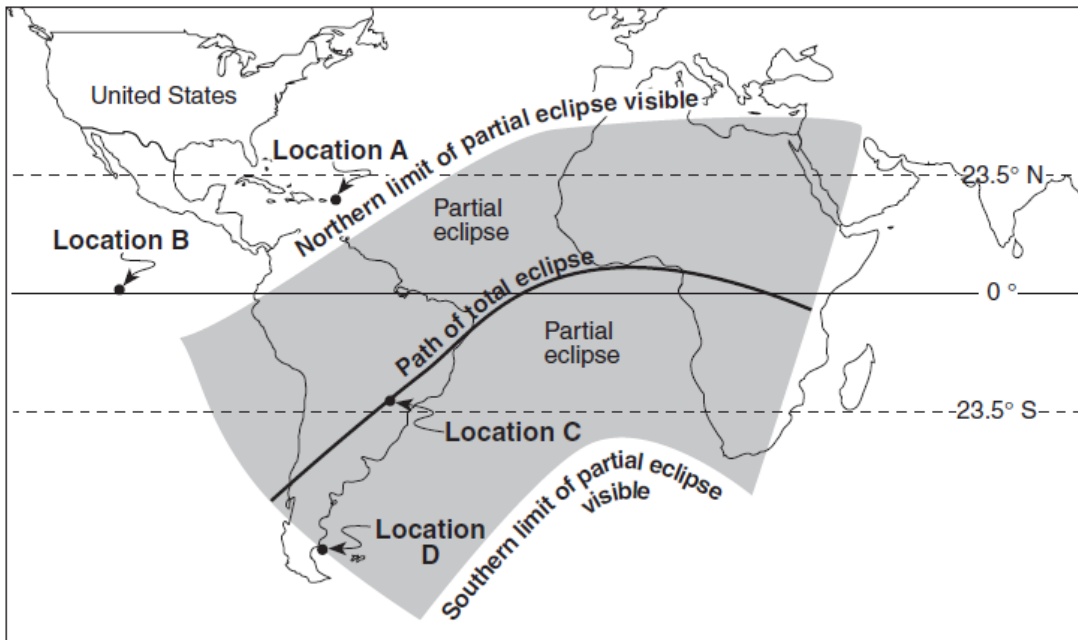 United States
Location A
Northern limit of partial eclipse visible
23.5° N
Partial
eclipse
Location B
Path of total eclipse
0 °
Partial
eclipse
23.5° S
Location C
Southern limit of partial eclipse
visible
Location
D